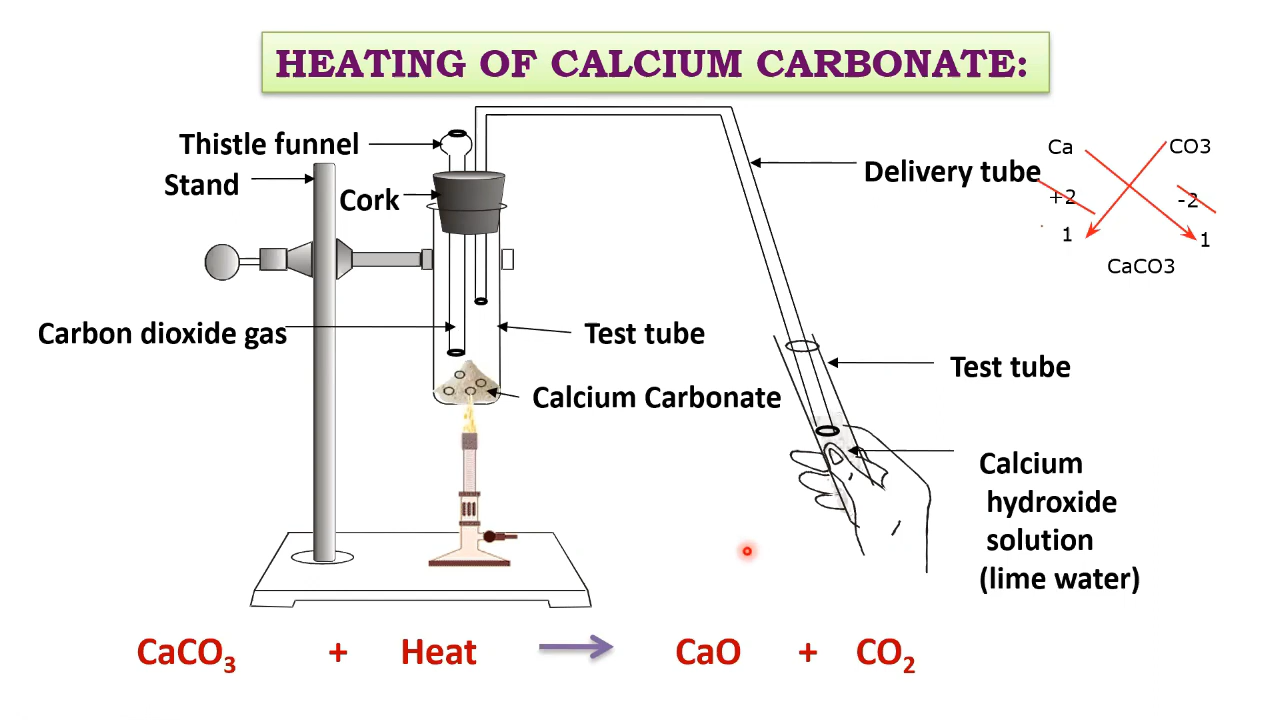 HEATING OF CALCIUM CARBONATE:
Thistle funnel
Stand
Cork
Delivery tube
Ca
CO3
+2
-2
1
1
CaCO3
Carbon dioxide gas
Test tube
Test tube
Calcium Carbonate
Calcium
hydroxide
solution
(lime water)
CaCO₃ + Heat → CaO + CO₂